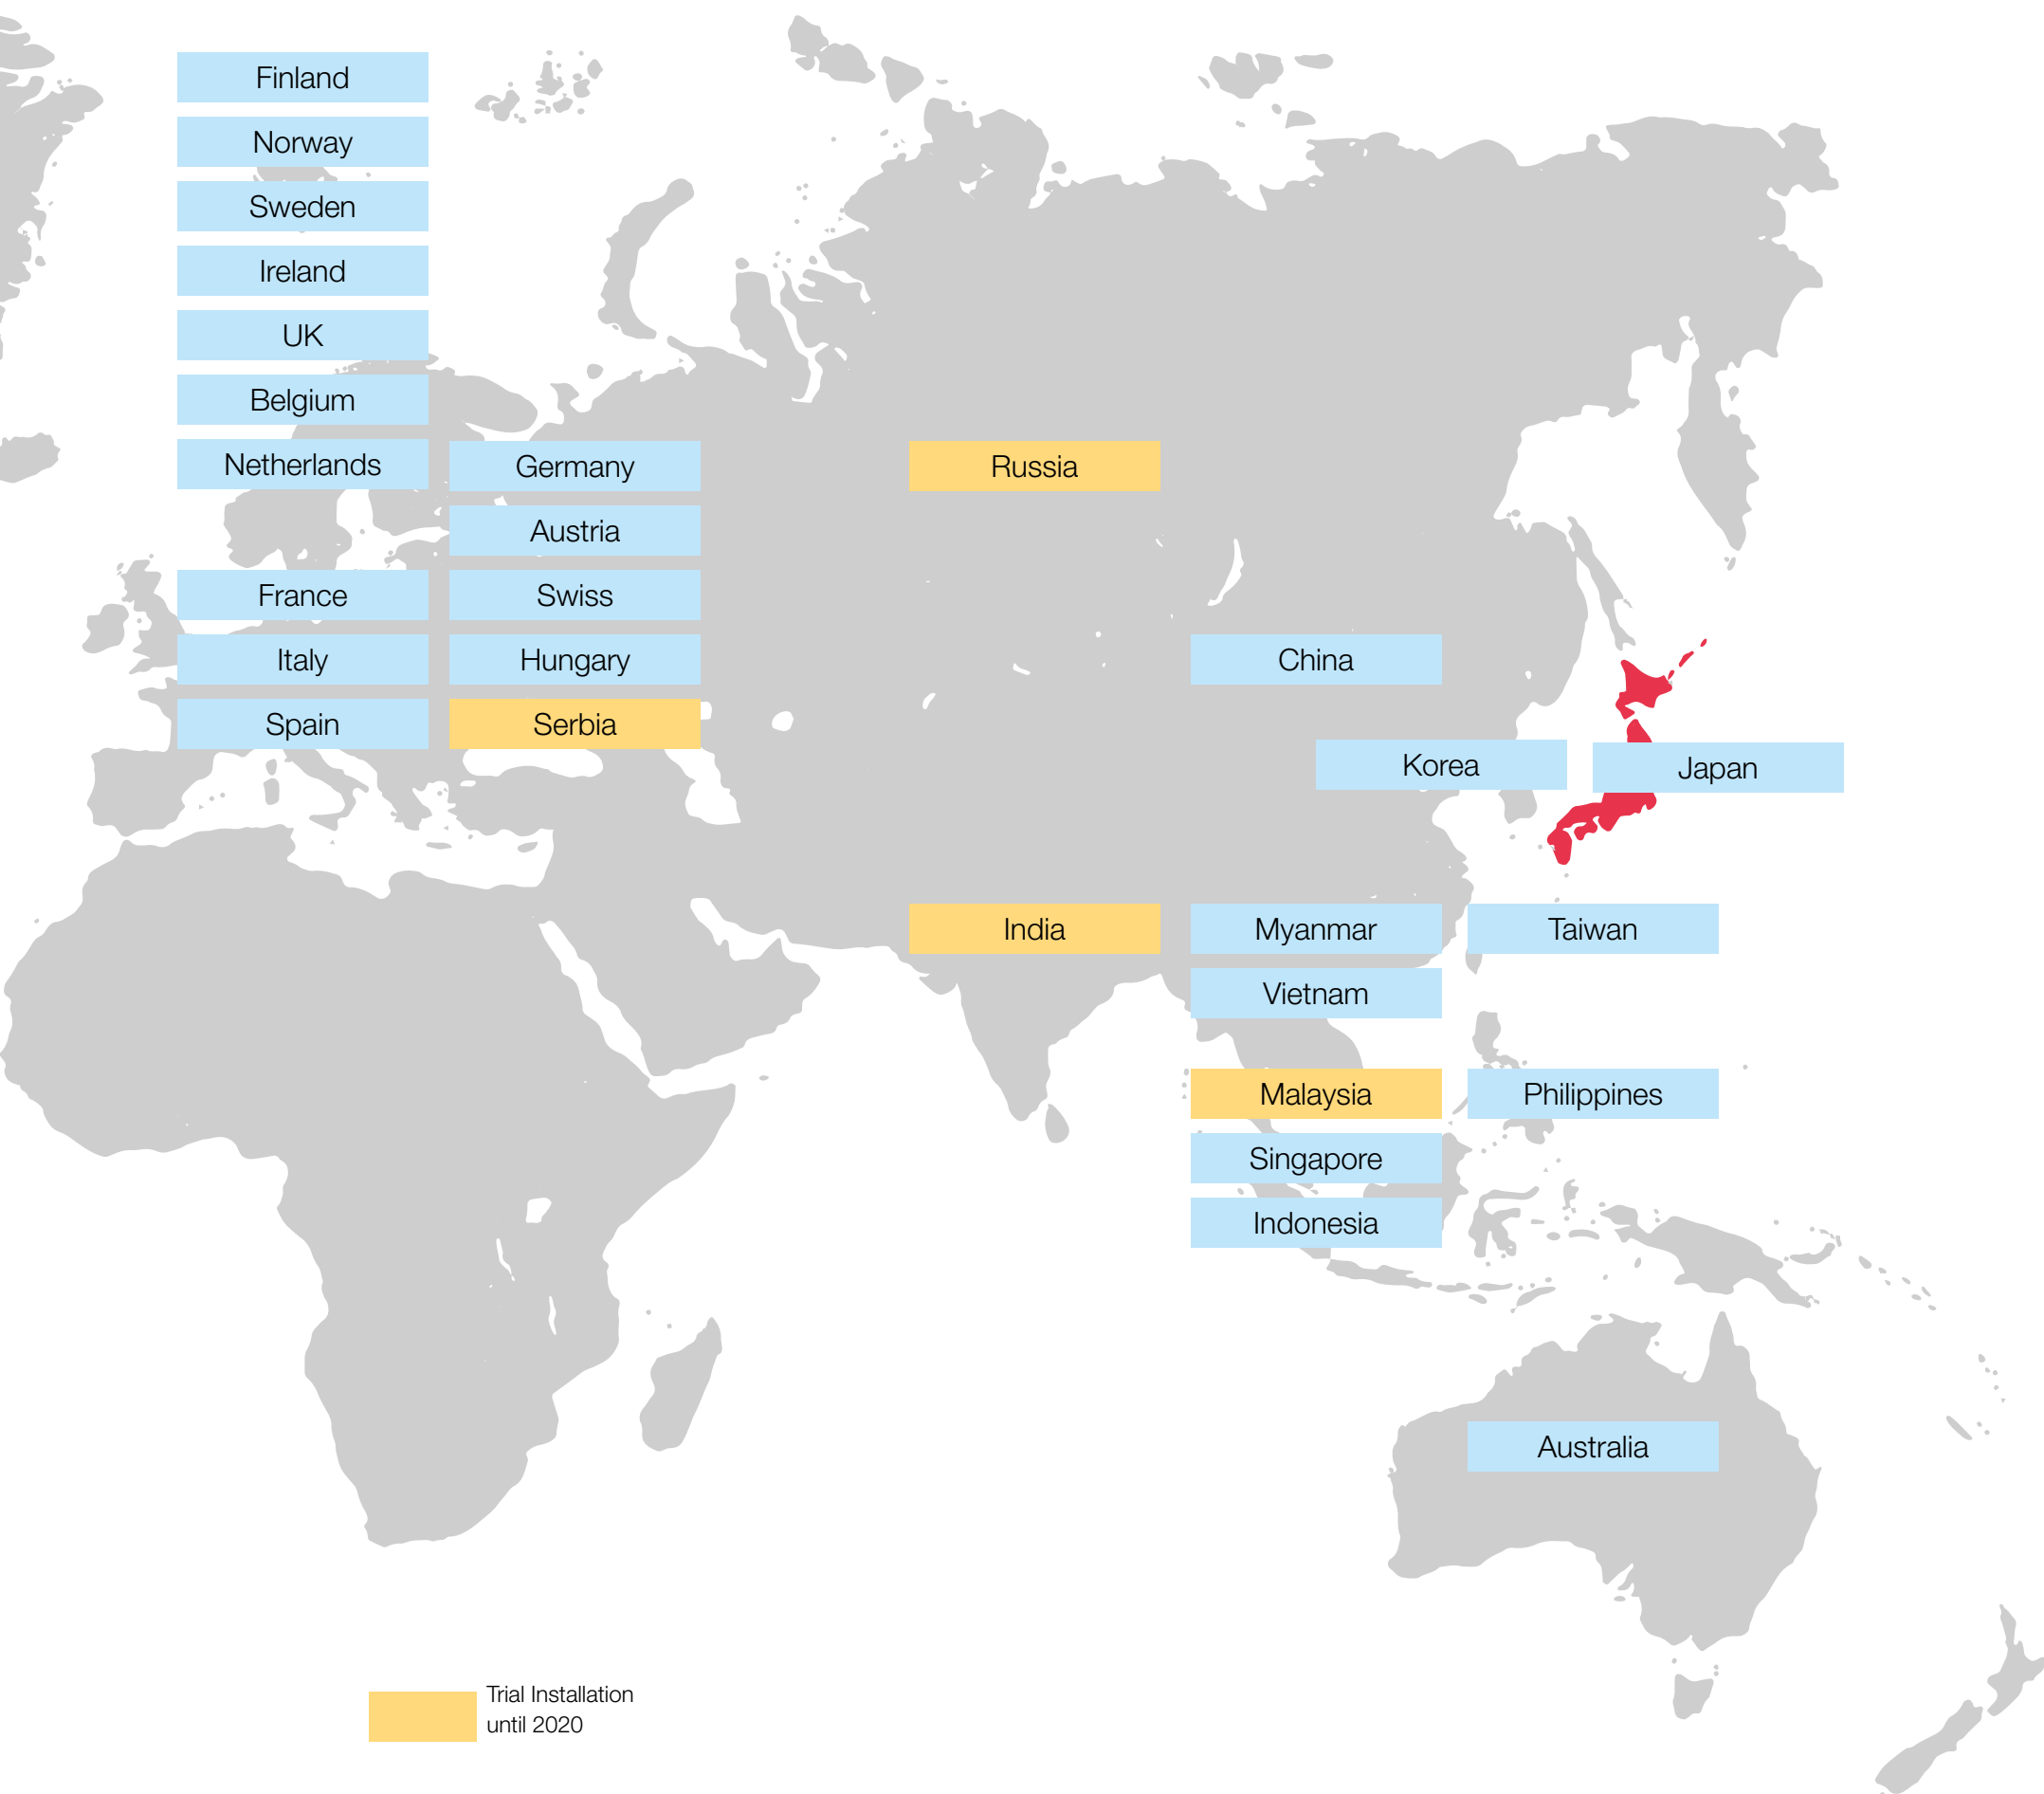 Finland
Norway
Sweden
Ireland
UK
Belgium
Netherlands
Germany
Russia
Austria
France
Swiss
Italy
Hungary
China
Spain
Serbia
Korea
Japan
India
Myanmar
Taiwan
Vietnam
Malaysia
Philippines
Singapore
Indonesia
Australia
Trial Installation
until 2020